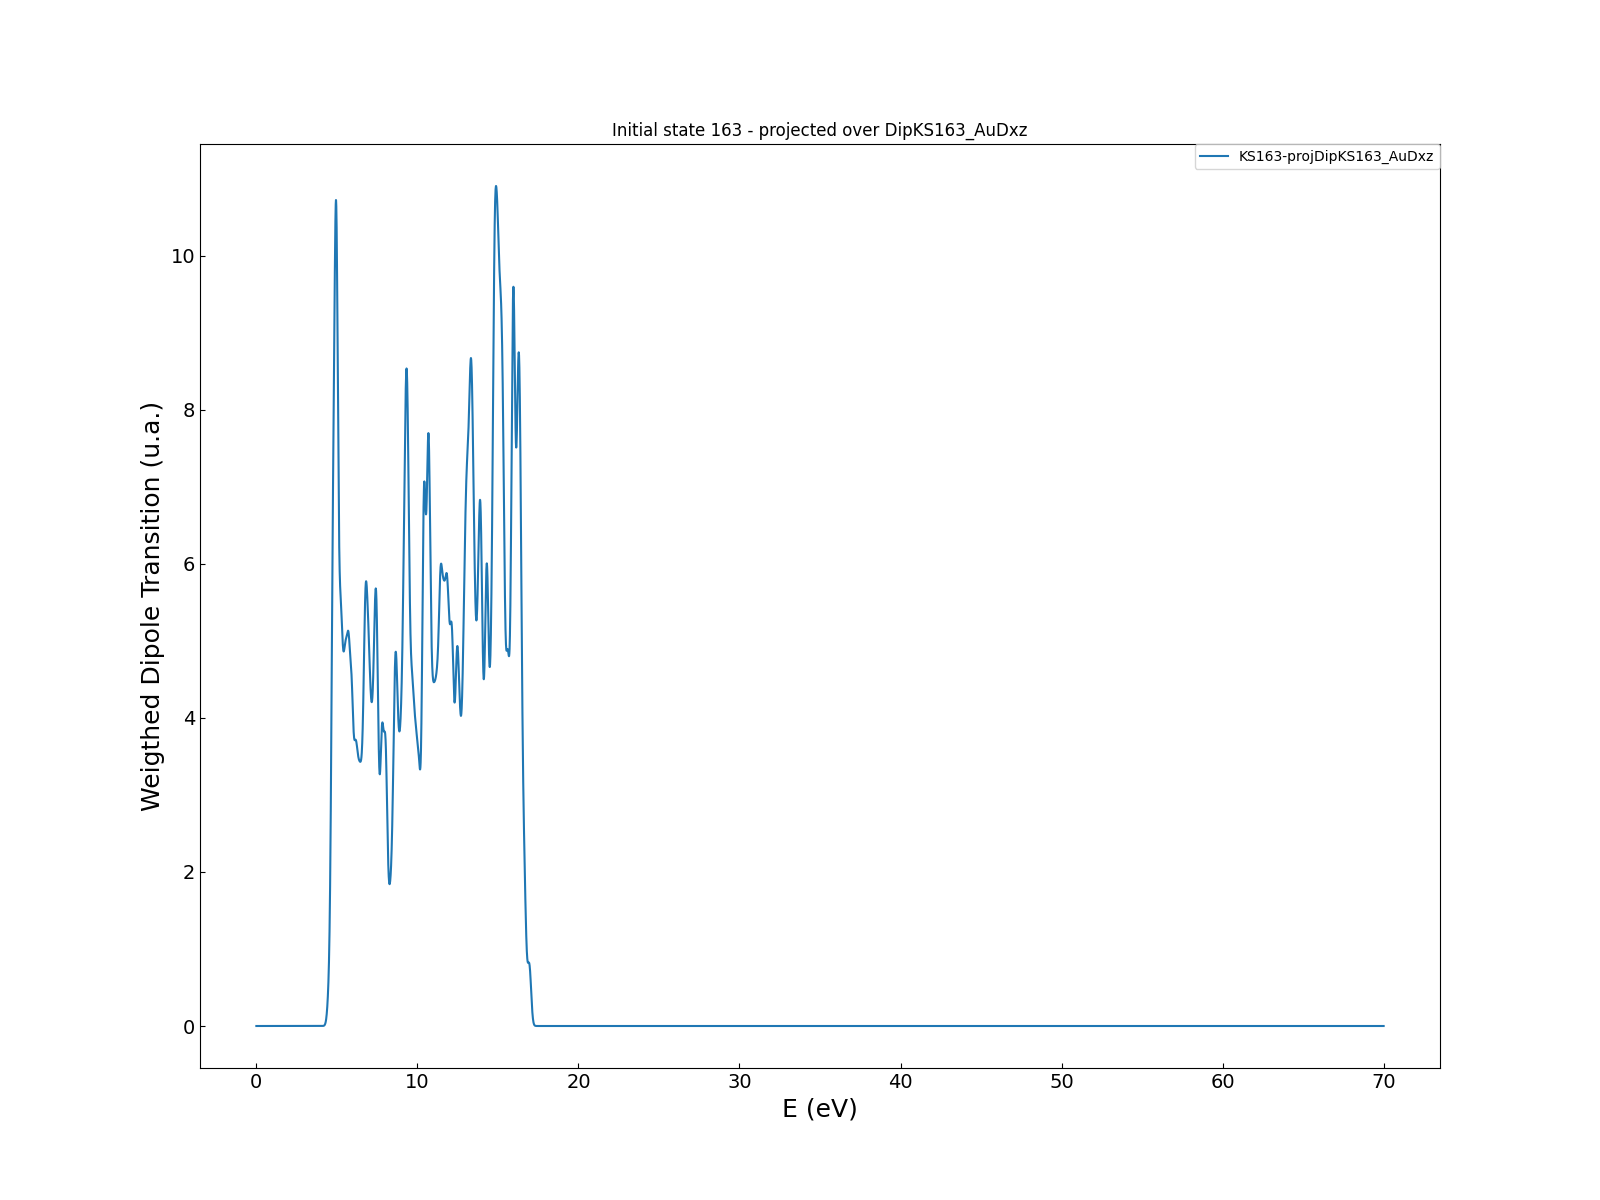 Initial state 163 - projected over DipKS163_AuDxz
KS163-projDipKS163_AuDxz
Weigthed Dipole Transition (u.a.)
10
8
6
4
2
0
0 10 20 30 40 50 60 70
E (eV)